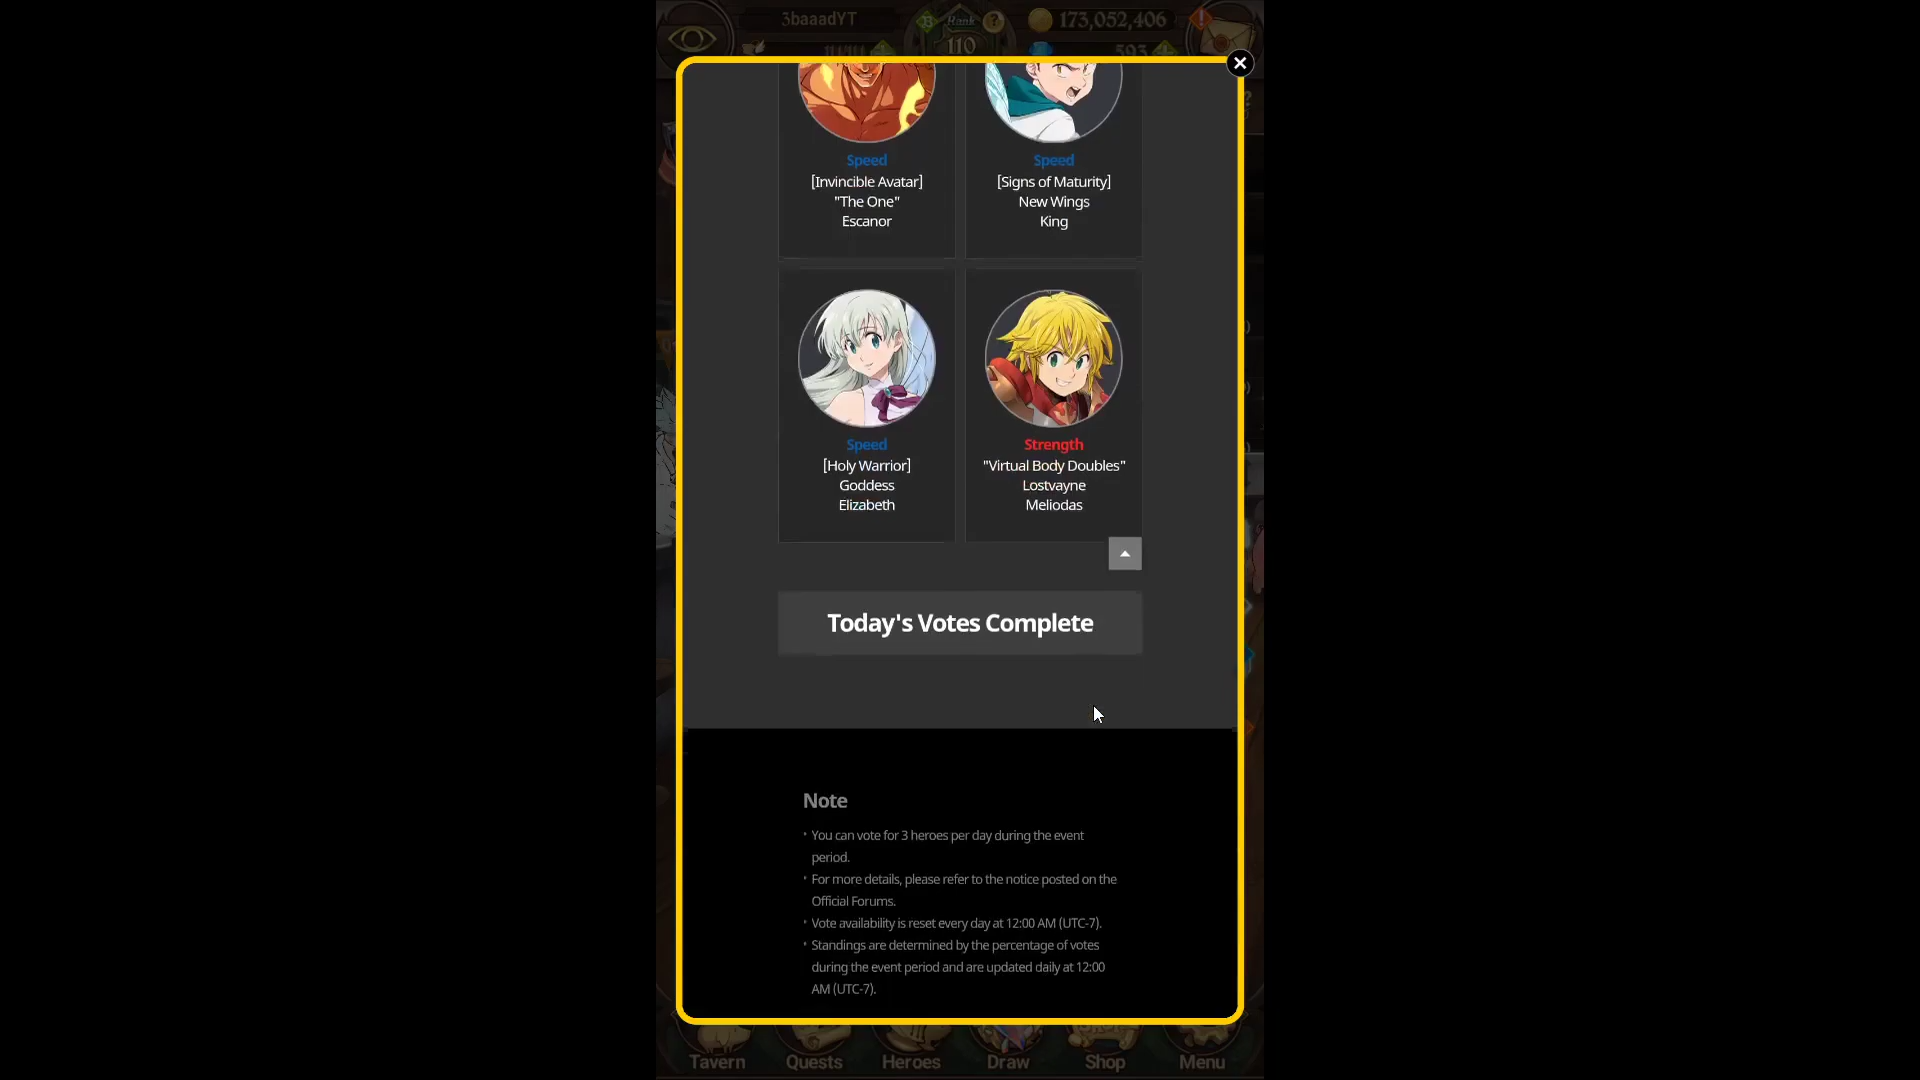 3baaadYT
Rank
110
173,052,406
593
Speed
[Invincible Avatar]
"The One"
Escanor
Speed
[Signs of Maturity]
New Wings
King
Speed
[Holy Warrior]
Goddess
Elizabeth
Strength
"Virtual Body Doubles"
Lostvayne
Meliodas
Today's Votes Complete
Note
• You can vote for 3 heroes per day during the event
period.
• For more details, please refer to the notice posted on the
Official Forums.
• Vote availability is reset every day at 12:00 AM (UTC-7).
• Standings are determined by the percentage of votes
during the event period and are updated daily at 12:00
AM (UTC-7).
Tavern
Quests
Heroes
Draw
Shop
Menu